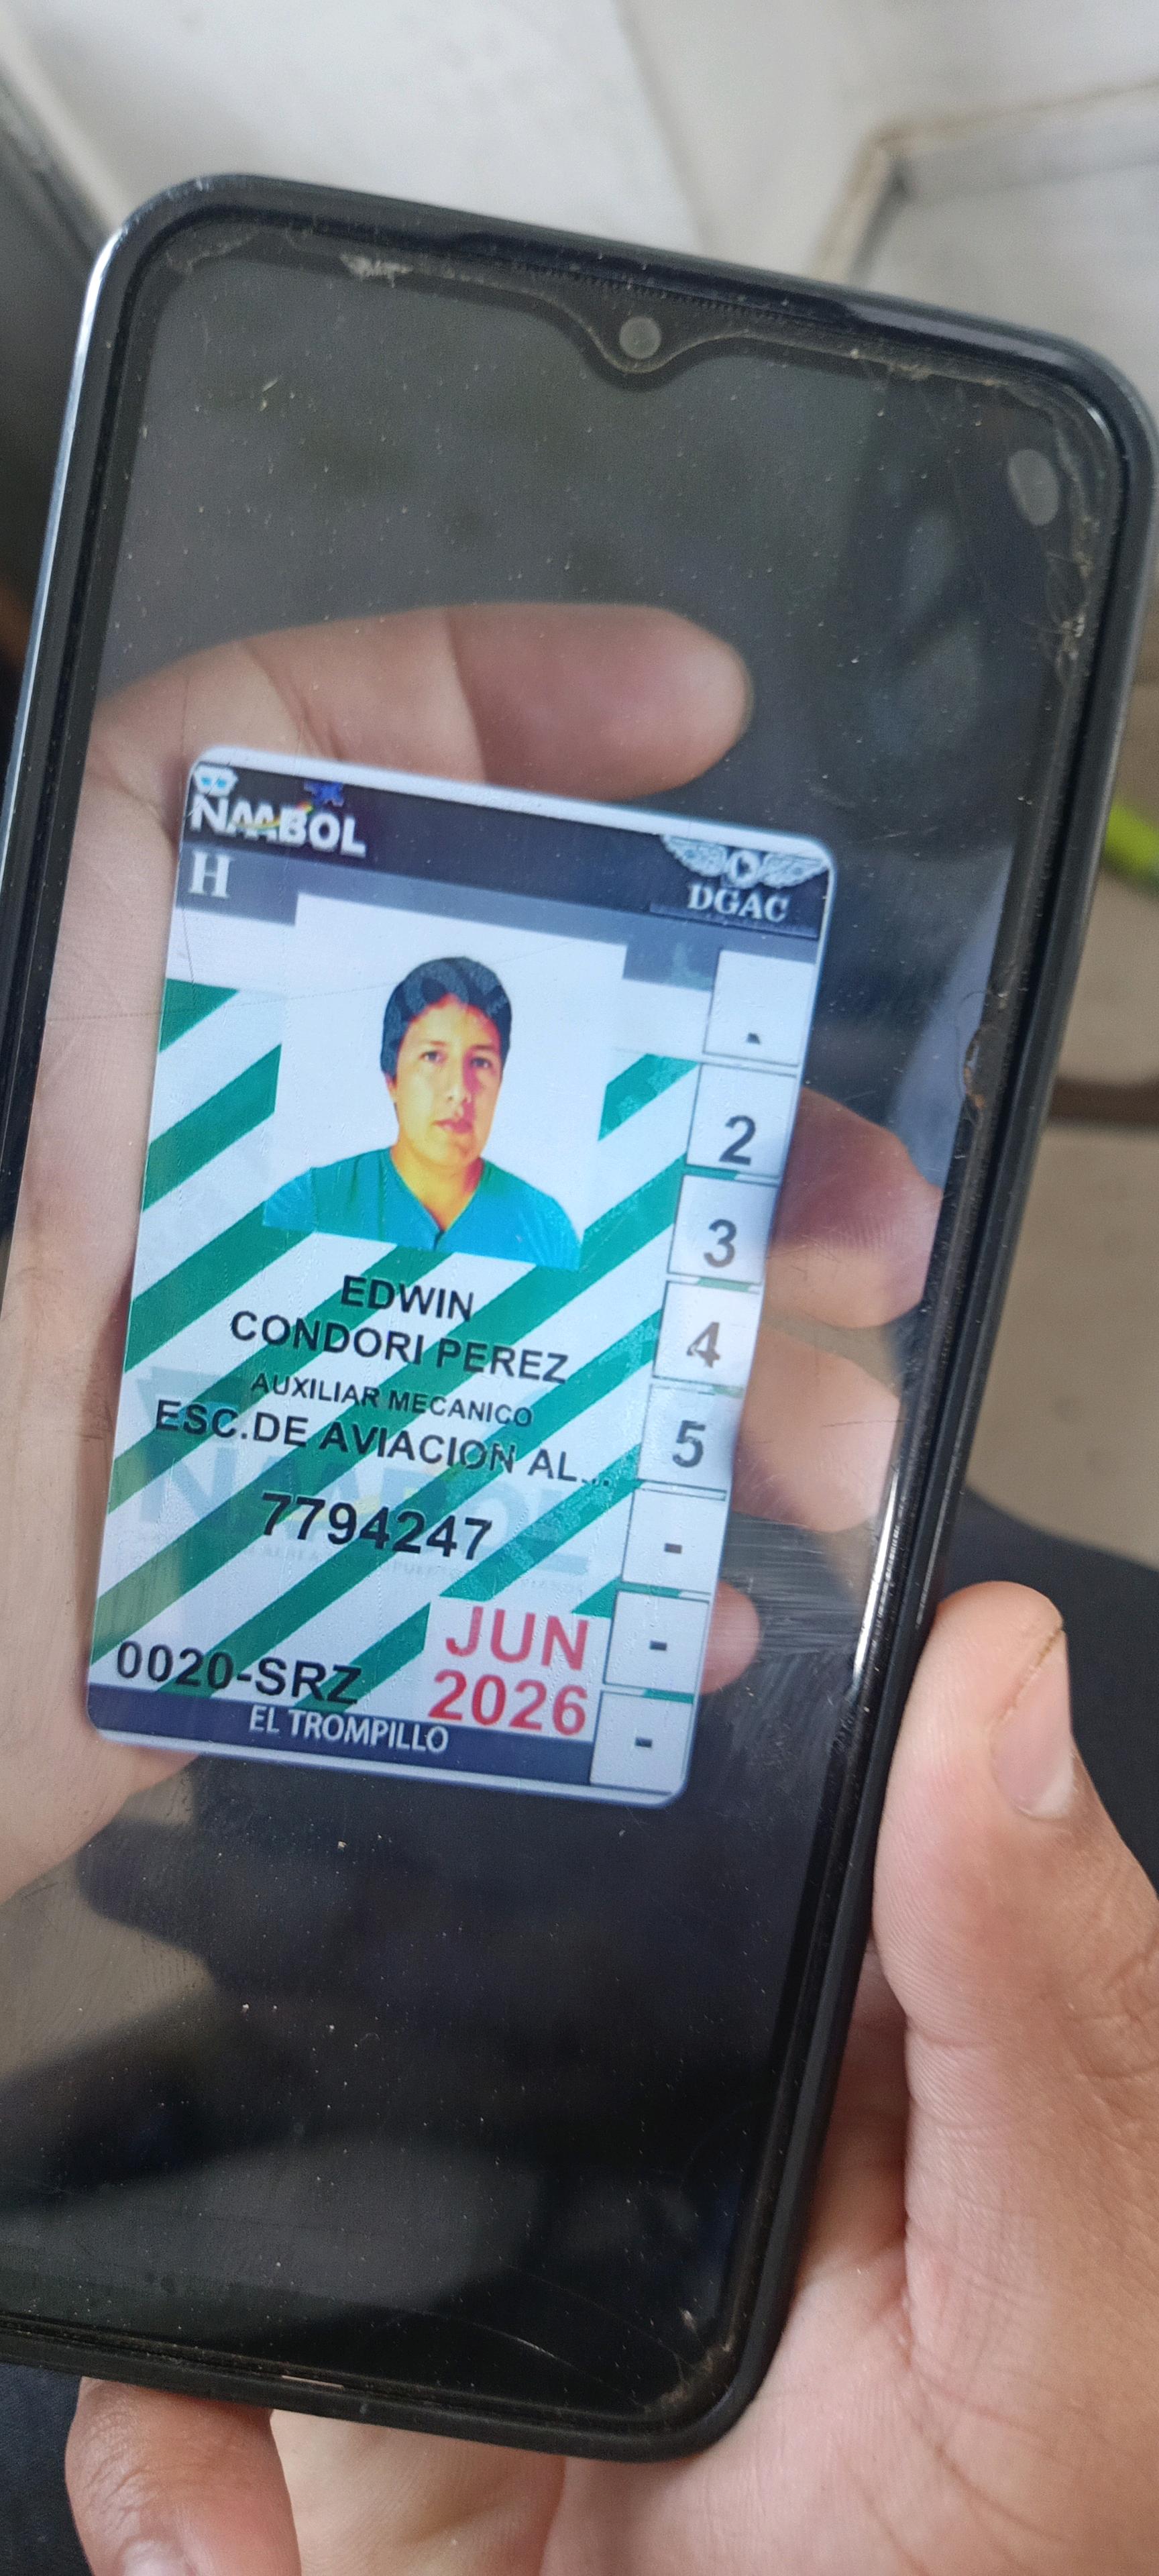 NAABOL
H
DGAC
2
3
4
5
-
-
-
EDWIN
CONDORI PEREZ
AUXILIAR MECANICO
ESC.DE AVIACION AL...
7794247
JUN
2026
0020-SRZ
EL TROMPILLO